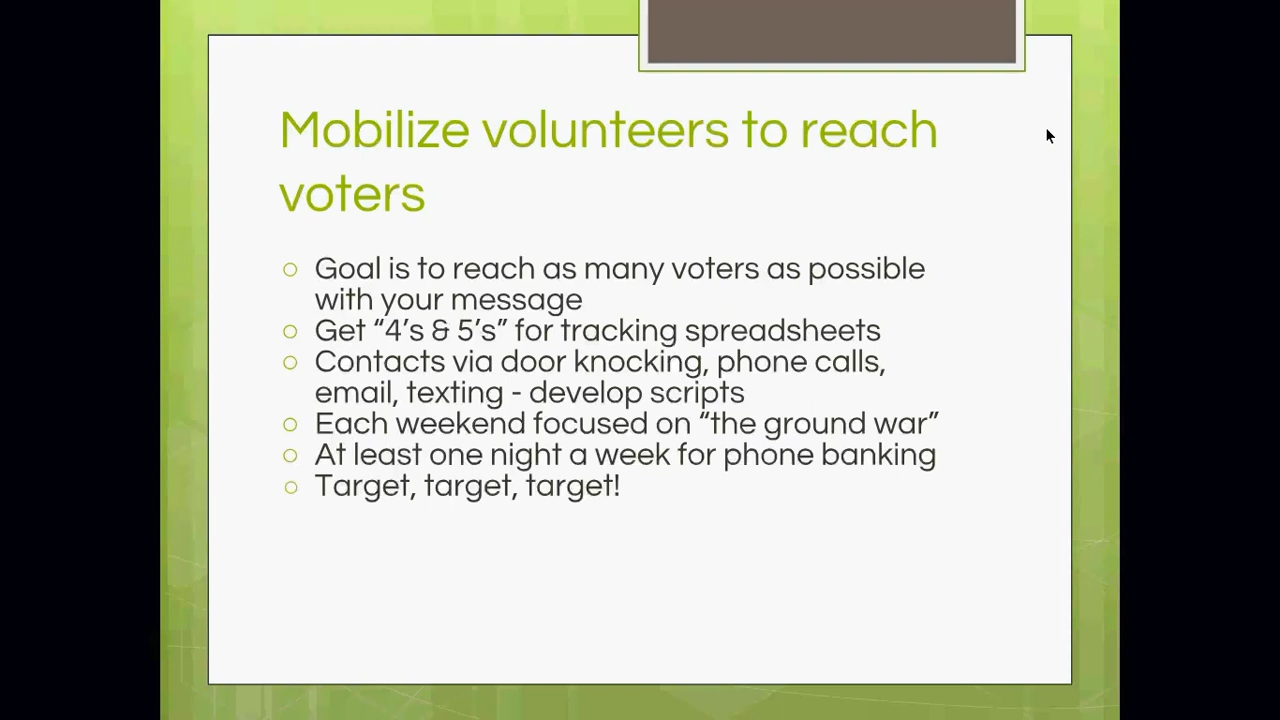 Mobilize volunteers to reach
voters
○ Goal is to reach as many voters as possible
with your message
○ Get “4’s & 5’s” for tracking spreadsheets
○ Contacts via door knocking, phone calls,
email, texting - develop scripts
○ Each weekend focused on “the ground war”
○ At least one night a week for phone banking
○ Target, target, target!